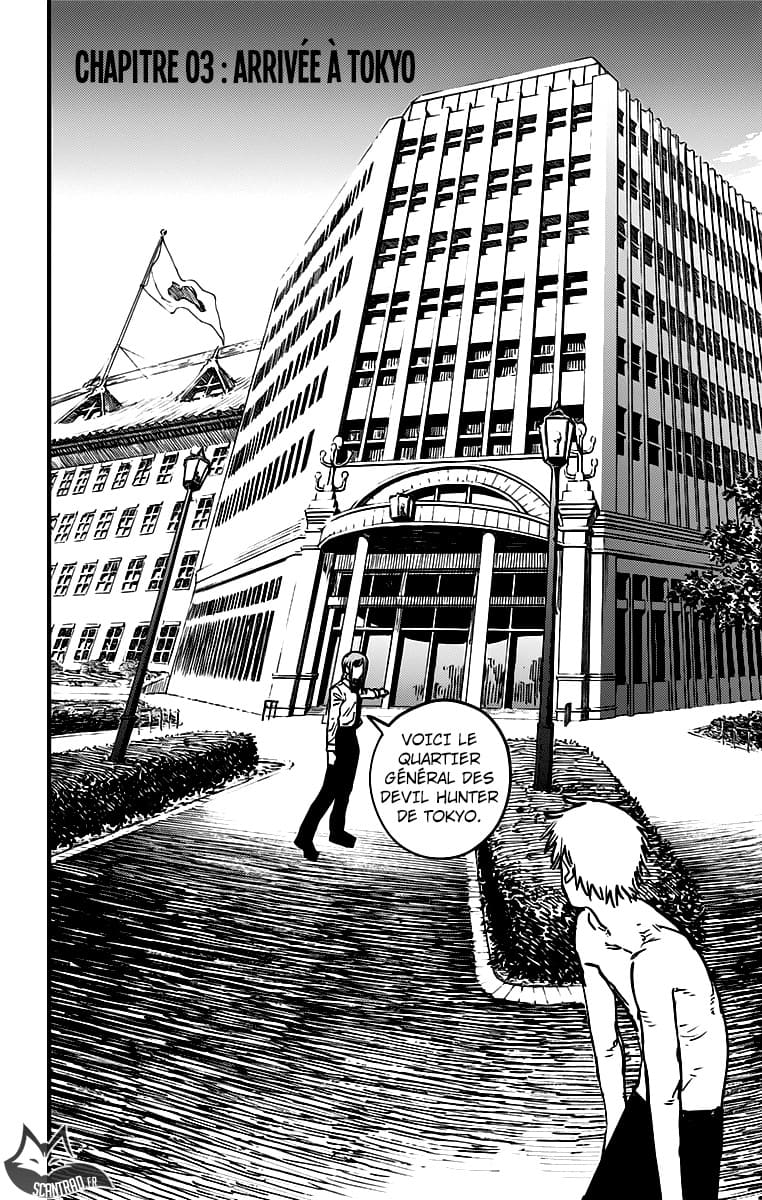 CHAPITRE 03 : ARRIVÉE À TOKYO
VOICI LE
QUARTIER
GÉNÉRAL DES
DEVIL HUNTER
DE TOKYO.
SCANTRAD.FR